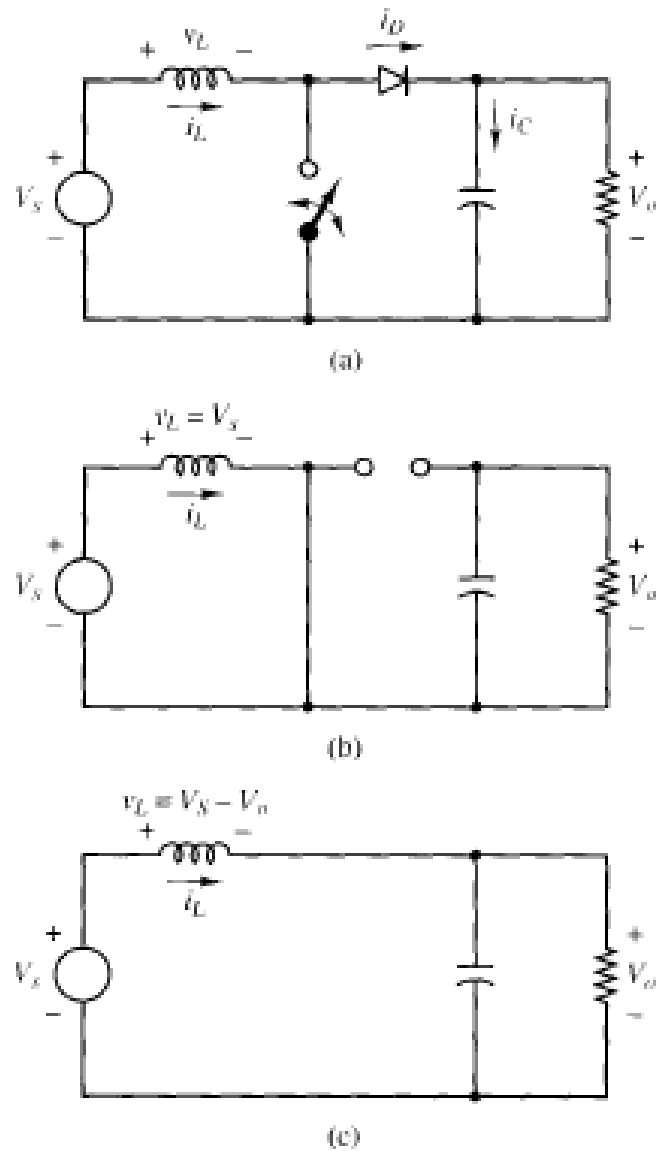 i_D
+ v_L −
i_L
i_C
+
V_s
−
+
V_o
−
(a)
v_L = V_s
+ −
i_L
+
V_s
−
+
V_o
−
(b)
v_L = V_S − V_o
+ −
i_L
+
V_s
−
+
V_o
−
(c)